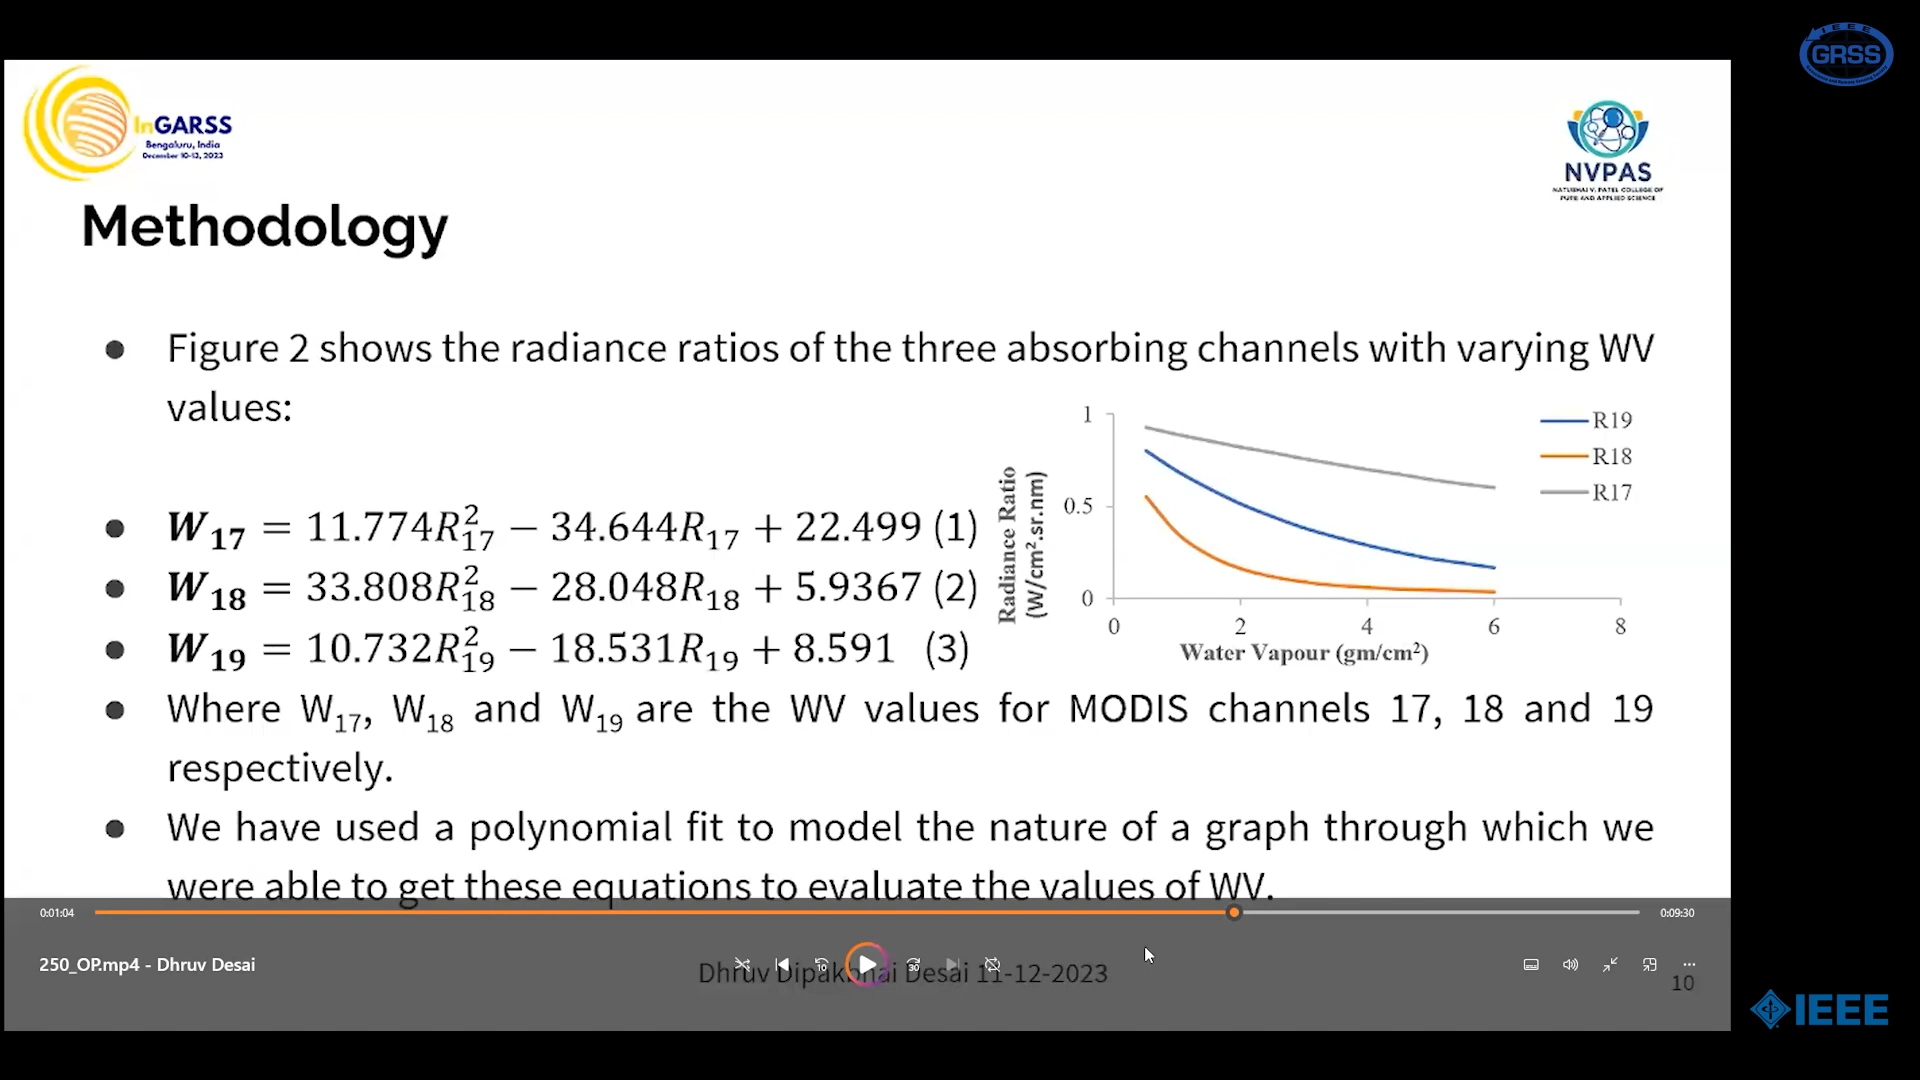 IEEE
GRSS
InGARSS
Bengaluru, India
December 10-13, 2023
NVPAS
NATUBHAI V. PATEL COLLEGE OF
PURE AND APPLIED SCIENCE
Methodology
● Figure 2 shows the radiance ratios of the three absorbing channels with varying WV
values:
● W₁₇ = 11.774R₁₇² − 34.644R₁₇ + 22.499 (1)
● W₁₈ = 33.808R₁₈² − 28.048R₁₈ + 5.9367 (2)
● W₁₉ = 10.732R₁₉² − 18.531R₁₉ + 8.591 (3)
Radiance Ratio
(W/cm².sr.nm)
1
0.5
0
0 2 4 6 8
Water Vapour (gm/cm²)
R19
R18
R17
● Where W₁₇, W₁₈ and W₁₉ are the WV values for MODIS channels 17, 18 and 19
respectively.
● We have used a polynomial fit to model the nature of a graph through which we
were able to get these equations to evaluate the values of WV.
0:01:04
0:09:30
250_OP.mp4 - Dhruv Desai
10
30
Dhruv Dipakbhai Desai 11-12-2023
10
IEEE